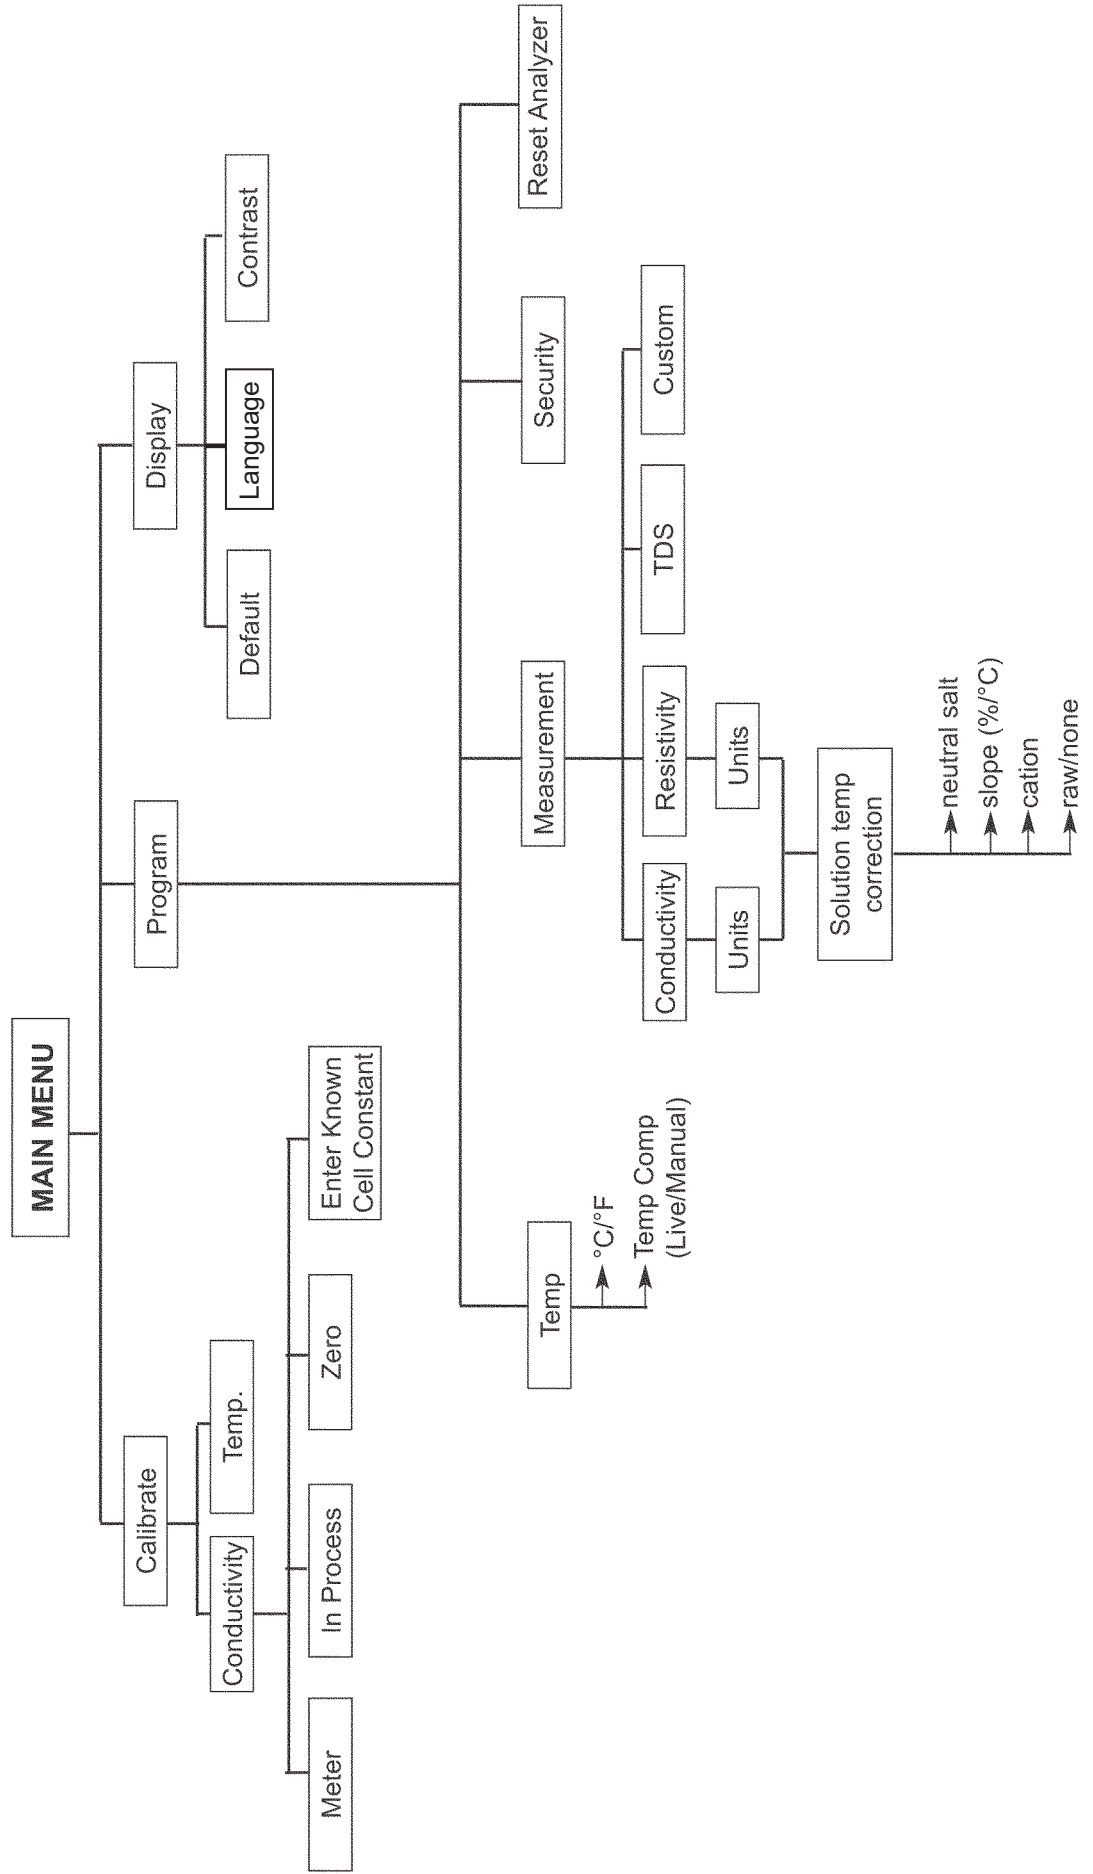 MAIN MENU
Calibrate
Program
Display
Conductivity
Temp.
Default
Language
Contrast
Meter
In Process
Zero
Enter Known
Cell Constant
Temp
Measurement
Security
Reset Analyzer
°C/°F
Temp Comp
(Live/Manual)
Conductivity
Resistivity
TDS
Custom
Units
Units
Solution temp
correction
neutral salt
slope (%/°C)
cation
raw/none